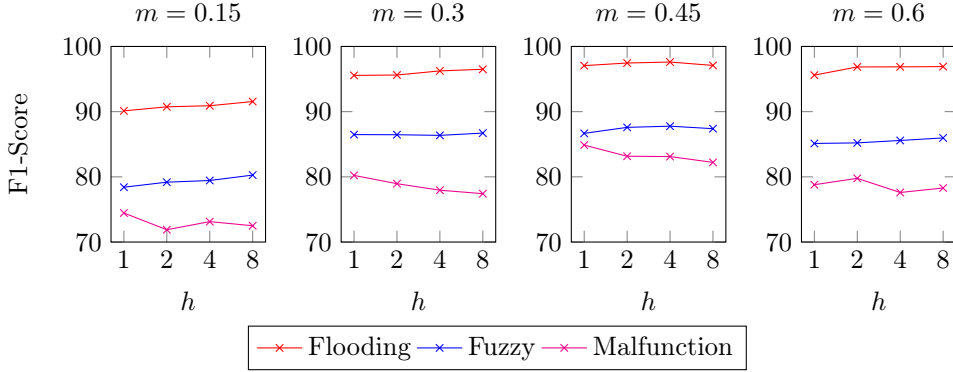 m = 0.15 m = 0.3 m = 0.45 m = 0.6
F1-Score
100 100 100 100
90 90 90 90
80 80 80 80
70 70 70 70
1 2 4 8 1 2 4 8 1 2 4 8 1 2 4 8
h h h h
Flooding Fuzzy Malfunction